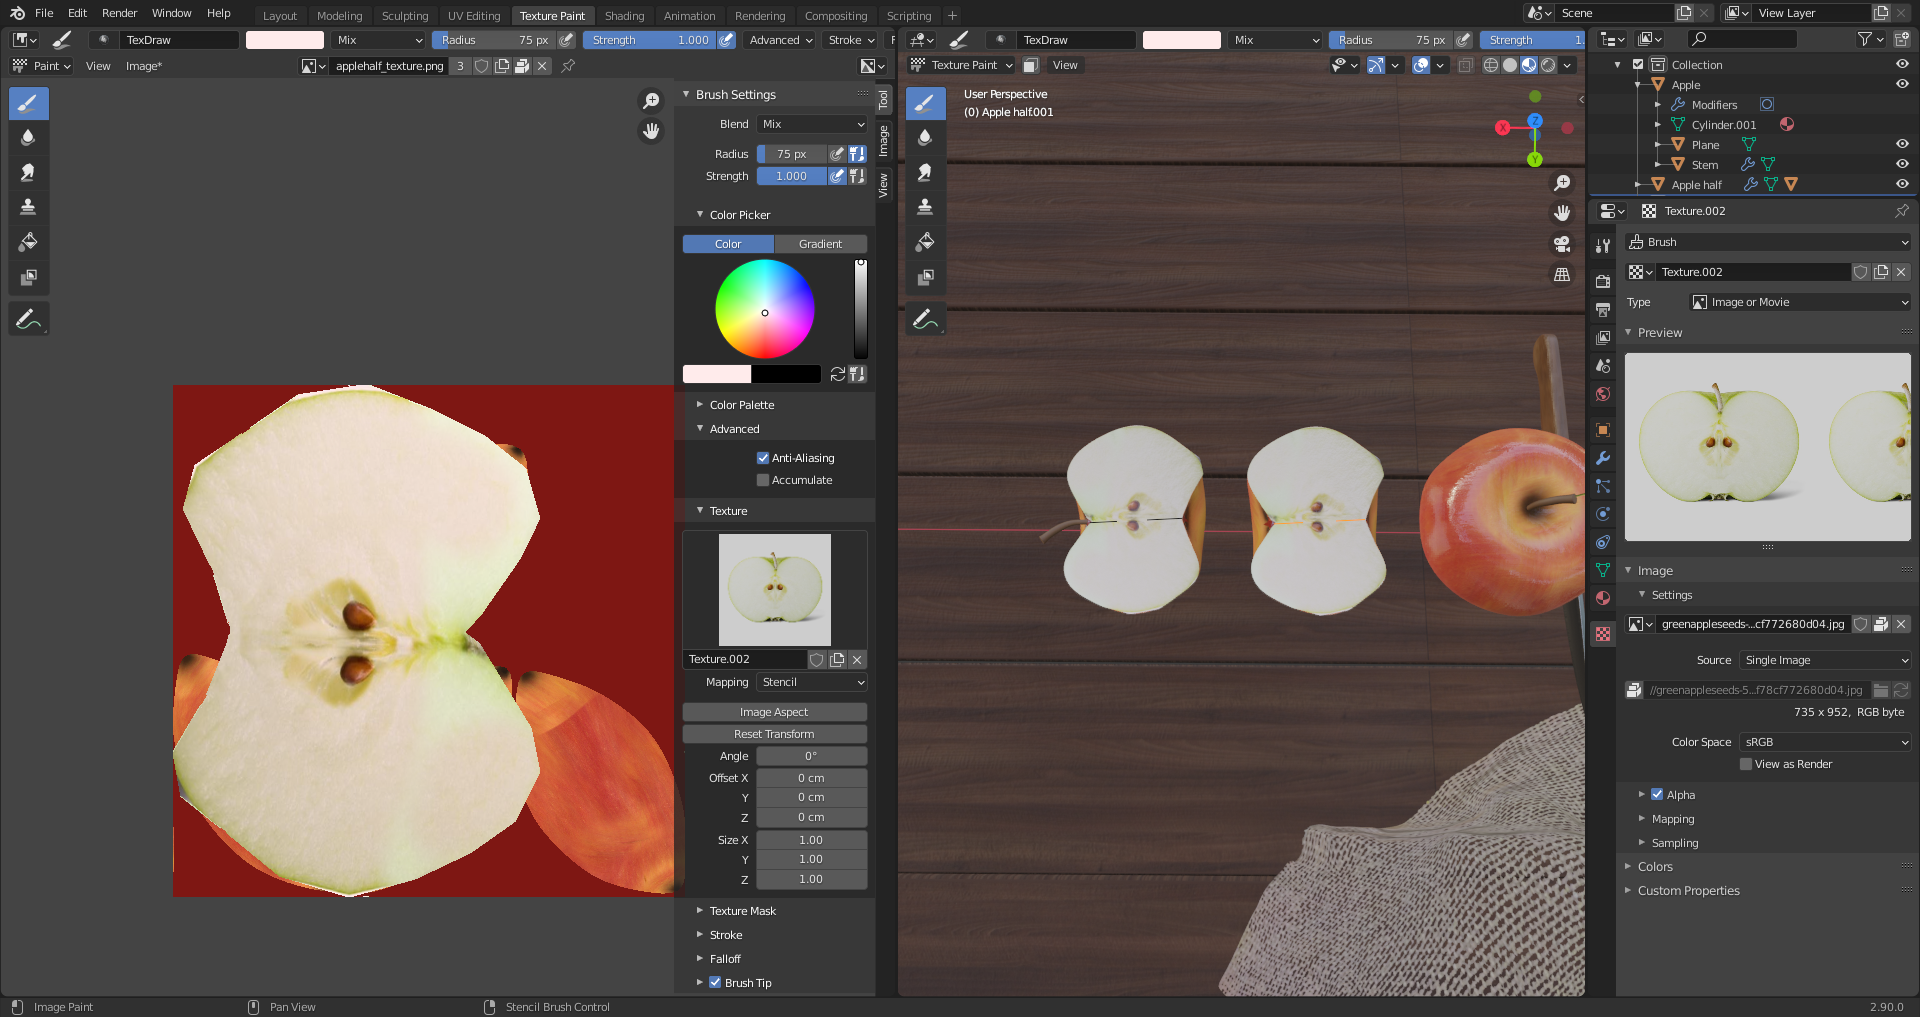 File Edit Render Window Help Layout Modeling Sculpting UV Editing Texture Paint Shading Animation Rendering Compositing Scripting + Scene View Layer
TexDraw Mix Radius 75 px Strength 1.000 Advanced Stroke F
TexDraw Mix Radius 75 px Strength 1.
Paint View Image* applehalf_texture.png 3
Texture Paint View
User Perspective
(0) Apple half.001
X
Z
Y
Brush Settings
Blend Mix
Radius 75 px
Strength 1.000
Color Picker
Color Gradient
Color Palette
Advanced
Anti-Aliasing
Accumulate
Texture
Texture.002
Mapping Stencil
Image Aspect
Reset Transform
Angle 0°
Offset X 0 cm
Y 0 cm
Z 0 cm
Size X 1.00
Y 1.00
Z 1.00
Texture Mask
Stroke
Falloff
Brush Tip
Tool
Image
View
Collection
Apple
Modifiers
Cylinder.001
Plane
Stem
Apple half
Texture.002
Brush
Texture.002
Type Image or Movie
Preview
Image
Settings
greenappleseeds-...cf772680d04.jpg
Source Single Image
//greenappleseeds-5...f78cf772680d04.jpg
735 x 952, RGB byte
Color Space sRGB
View as Render
Alpha
Mapping
Sampling
Colors
Custom Properties
Image Paint Pan View Stencil Brush Control 2.90.0